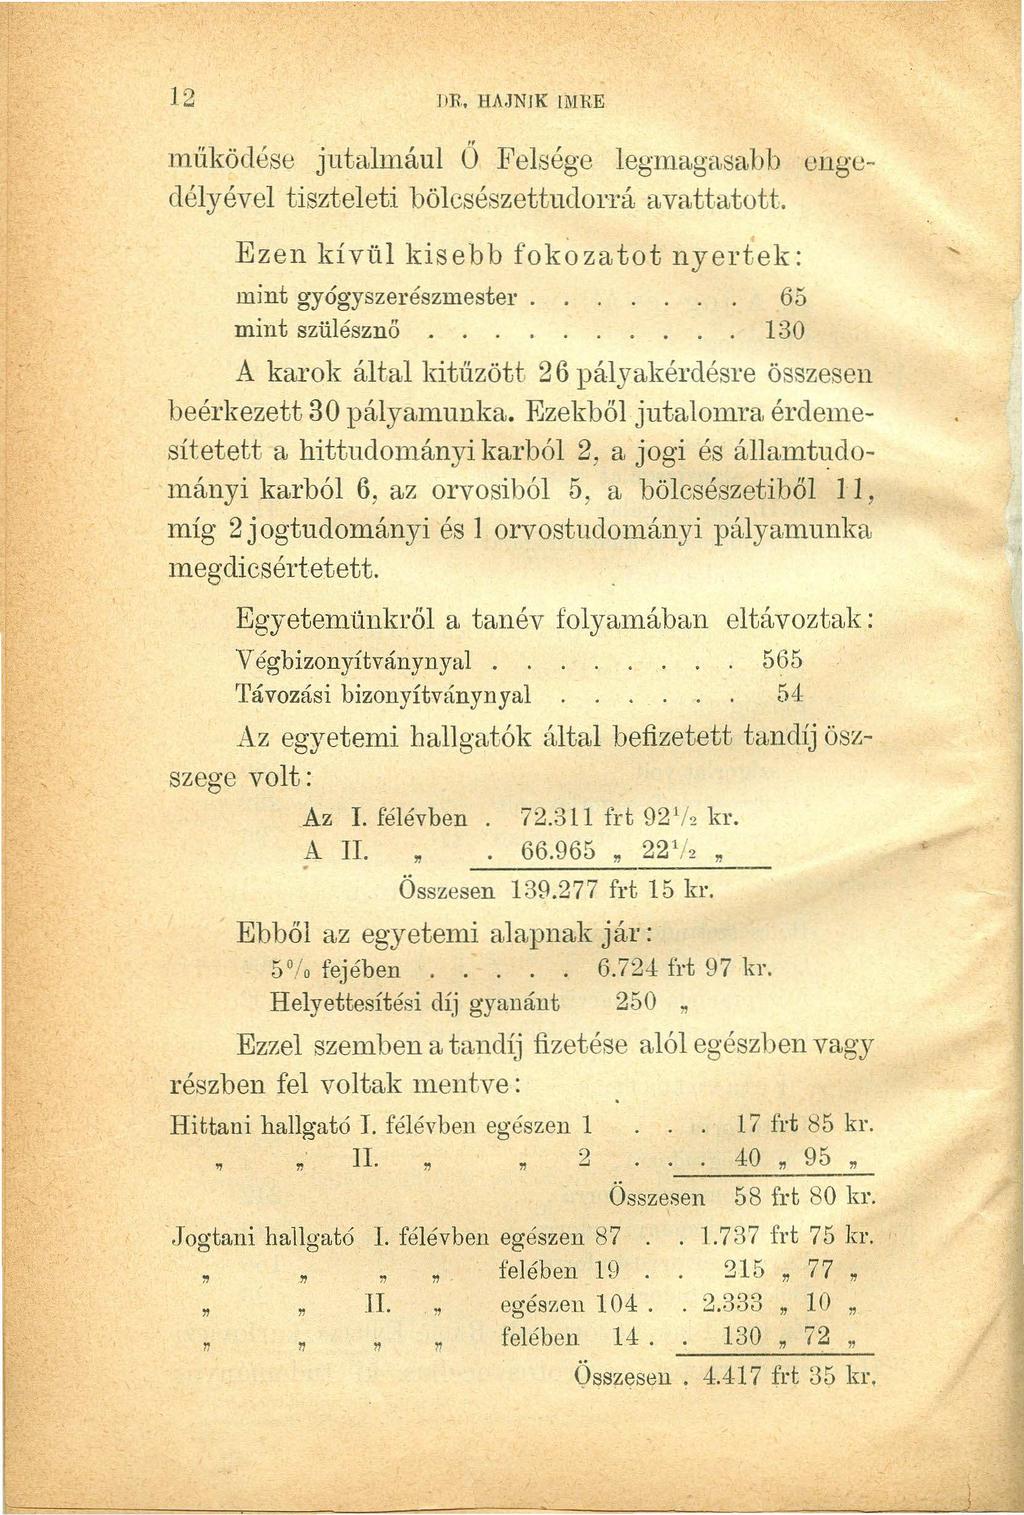 12 DR. HAJNIK IMRE
működése jutalmául Ő Felsége legmagasabb enge-
délyével tiszteleti bölcsészettudorrá avattatott.
Ezen kívül kisebb fokozatot nyertek:
mint gyógyszerészmester . . . . . . . 65
mint szülésznő . . . . . . . . . . 130
A karok által kitűzött 26 pályakérdésre összesen
beérkezett 30 pályamunka. Ezekből jutalomra érdeme-
sítetett a hittudományi karból 2, a jogi és államtudo-
mányi karból 6, az orvosiból 5, a bölcsészetiből 11,
míg 2 jogtudományi és 1 orvostudományi pályamunka
megdicsértetett.
Egyetemünkről a tanév folyamában eltávoztak:
Végbizonyítványnyal . . . . . . . . 565
Távozási bizonyítványnyal . . . . . . 54
Az egyetemi hallgatók által befizetett tandíj ösz-
szege volt:
Az I. félévben . 72.311 frt 92 1/2 kr.
A II. „ . 66.965 „ 22 1/2 „
Összesen 139.277 frt 15 kr.
Ebből az egyetemi alapnak jár:
5% fejében . . . . . 6.724 frt 97 kr.
Helyettesítési díj gyanánt 250 „
Ezzel szemben a tandíj fizetése alól egészben vagy
részben fel voltak mentve:
Hittani hallgató I. félévben egészen 1 . . . 17 frt 85 kr.
„ „ II. „ „ 2 . . . 40 „ 95 „
Összesen 58 frt 80 kr.
Jogtani hallgató I. félévben egészen 87 . . 1.737 frt 75 kr.
„ „ „ „ felében 19 . . 215 „ 77 „
„ „ II. „ egészen 104 . . 2.333 „ 10 „
„ „ „ „ felében 14 . . 130 „ 72 „
Összesen . 4.417 frt 35 kr.